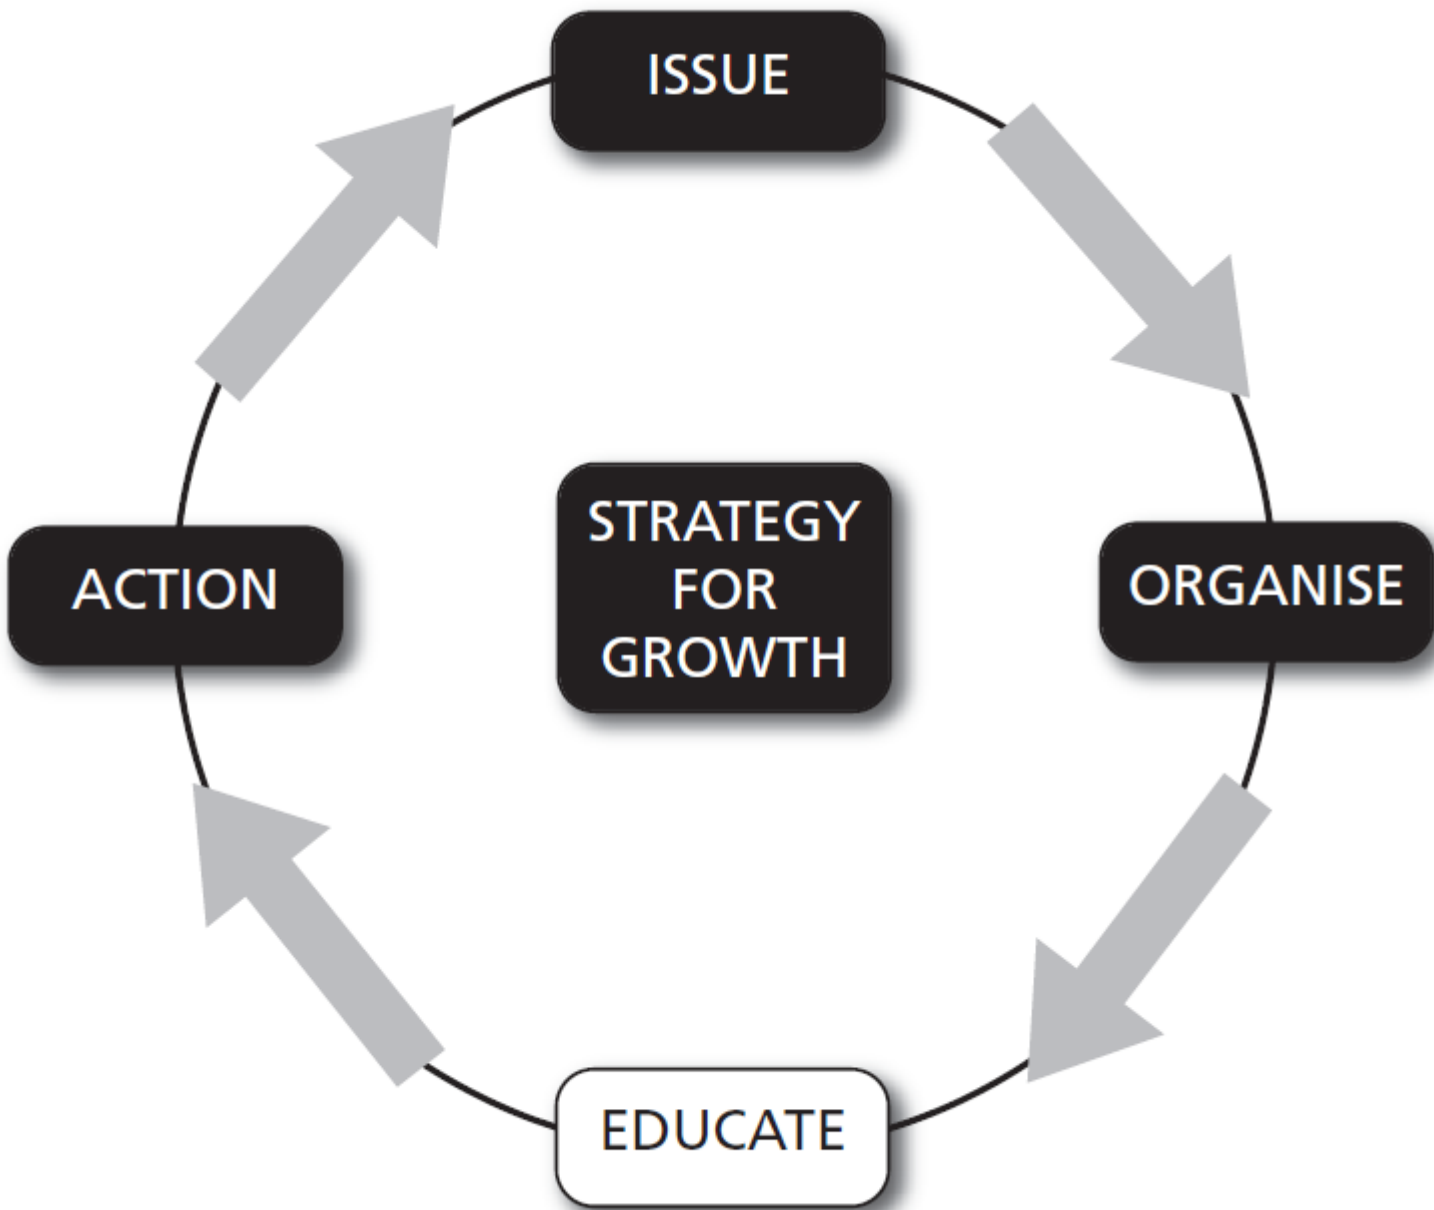 ISSUE
STRATEGY
FOR
GROWTH
ACTION
ORGANISE
EDUCATE